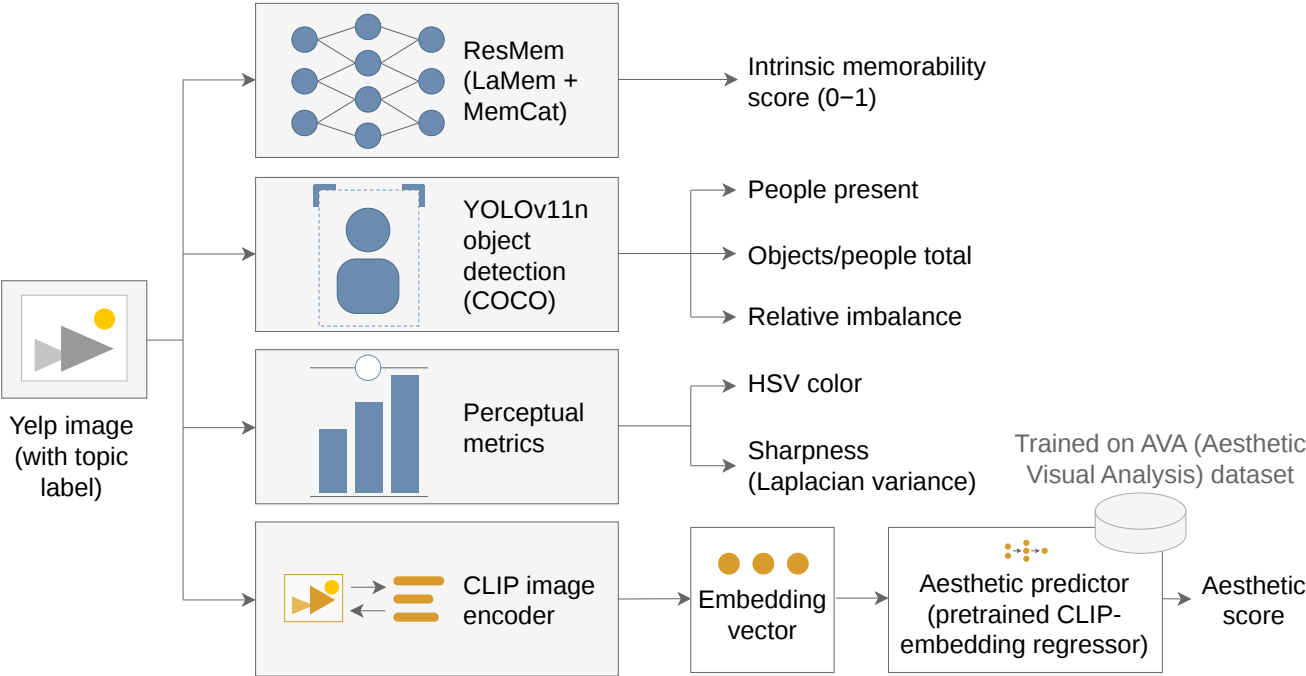 ResMem
(LaMem +
MemCat)
Intrinsic memorability
score (0−1)
YOLOv11n
object
detection
(COCO)
People present
Objects/people total
Relative imbalance
Yelp image
(with topic
label)
Perceptual
metrics
HSV color
Sharpness
(Laplacian variance)
Trained on AVA (Aesthetic
Visual Analysis) dataset
CLIP image
encoder
Embedding
vector
Aesthetic predictor
(pretrained CLIP-
embedding regressor)
Aesthetic
score